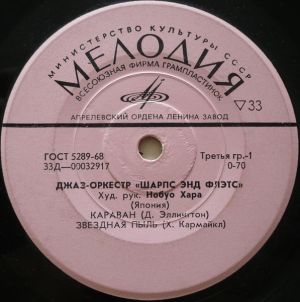 МИНИСТЕРСТВО КУЛЬТУРЫ СССР
МЕЛОДИЯ
ВСЕСОЮЗНАЯ ФИРМА ГРАМПЛАСТИНОК
▽33
АПРЕЛЕВСКИЙ ОРДЕНА ЛЕНИНА ЗАВОД
ГОСТ 5289-68
Третья гр.-1
33Д—00032917
0-70
ДЖАЗ-ОРКЕСТР «ШАРПС ЭНД ФЛЭТС»
Худ. рук. Нобуо Хара
(Япония)
КАРАВАН (Д. Эллингтон)
ЗВЕЗДНАЯ ПЫЛЬ (Х. Кармайкл)